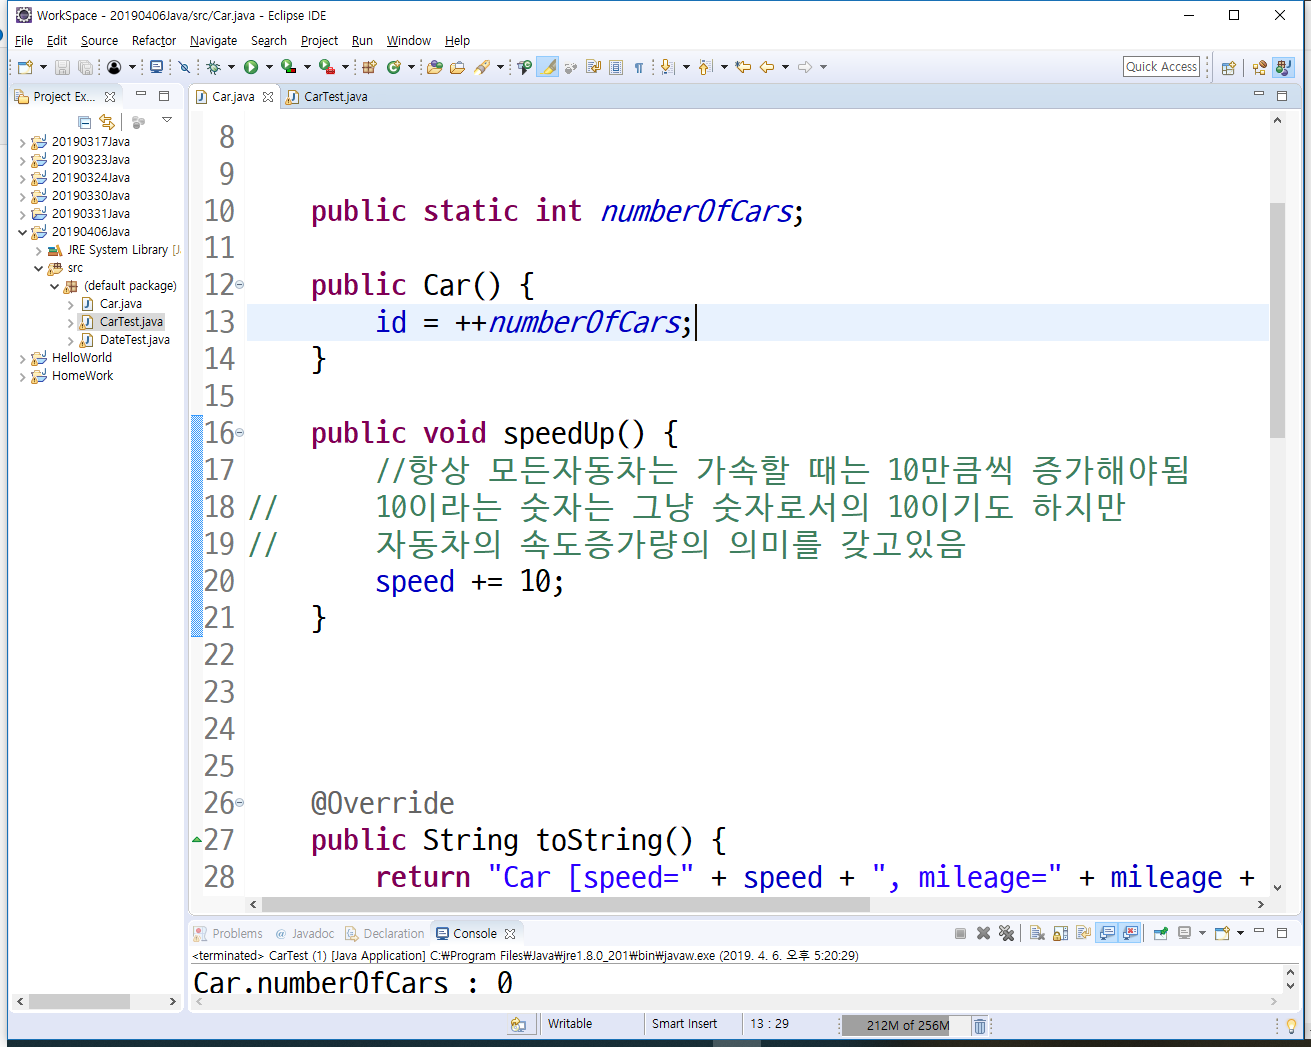 WorkSpace - 20190406Java/src/Car.java - Eclipse IDE
File Edit Source Refactor Navigate Search Project Run Window Help
Quick Access
Project Ex...
Car.java
CarTest.java
20190317Java
20190323Java
20190324Java
20190330Java
20190331Java
20190406Java
JRE System Library [J
src
(default package)
Car.java
CarTest.java
DateTest.java
HelloWorld
HomeWork
8
9
10 public static int numberOfCars;
11
12 public Car() {
13 id = ++numberOfCars;
14 }
15
16 public void speedUp() {
17 //항상 모든자동차는 가속할 때는 10만큼씩 증가해야됨
18 // 10이라는 숫자는 그냥 숫자로서의 10이기도 하지만
19 // 자동차의 속도증가량의 의미를 갖고있음
20 speed += 10;
21 }
22
23
24
25
26 @Override
27 public String toString() {
28 return "Car [speed=" + speed + ", mileage=" + mileage +
Problems @ Javadoc Declaration Console
<terminated> CarTest (1) [Java Application] C:₩Program Files₩Java₩jre1.8.0_201₩bin₩javaw.exe (2019. 4. 6. 오후 5:20:29)
Car.numberOfCars : 0
Writable Smart Insert 13 : 29 212M of 256M